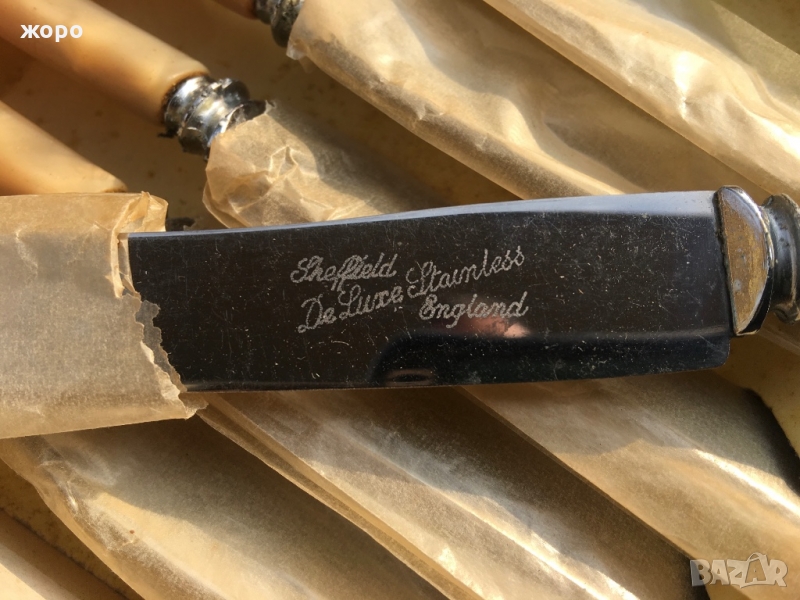 жоро
Sheffield
De Luxe Stainless
England
BAZAR